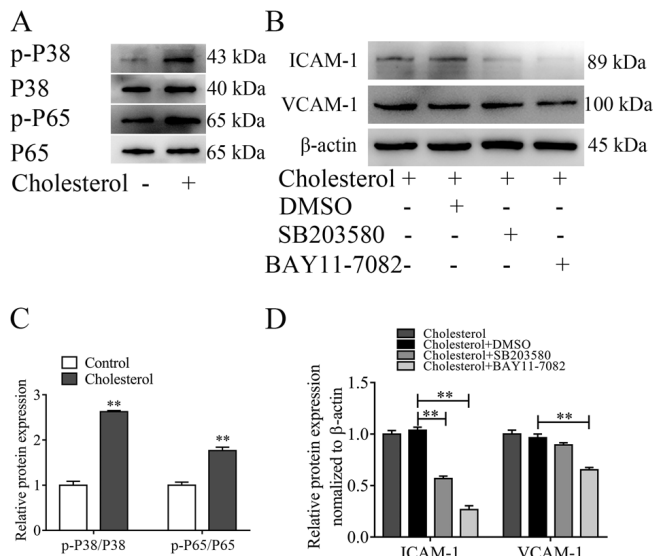 A
p-P38 43 kDa
P38 40 kDa
p-P65 65 kDa
P65 65 kDa
Cholesterol - +
B
ICAM-1 89 kDa
VCAM-1 100 kDa
β-actin 45 kDa
Cholesterol + + + +
DMSO - + - -
SB203580 - - + -
BAY11-7082 - - - +
C
Control
Cholesterol
Relative protein expression
3
2
1
0
** **
p-P38/P38 p-P65/P65
D
Cholesterol
Cholesterol+DMSO
Cholesterol+SB203580
Cholesterol+BAY11-7082
Relative protein expression
nomalized to β-actin
1.5
1.0
0.5
0.0
**
**
**
ICAM-1 VCAM-1